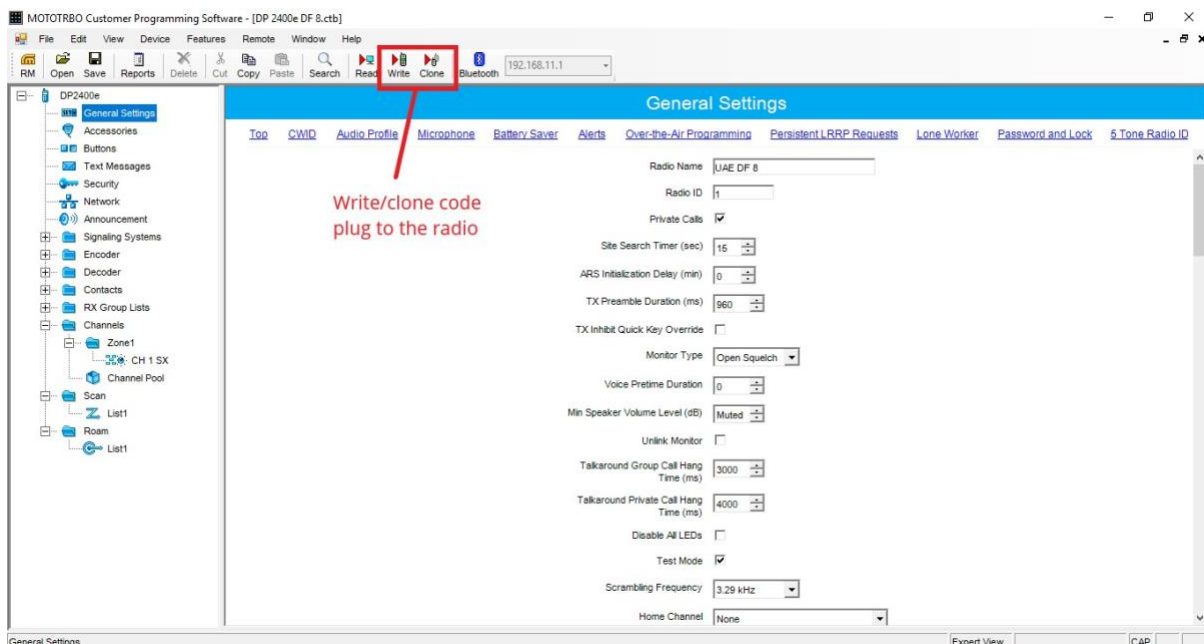 MOTOTRBO Customer Programming Software - [DP 2400e DF 8.ctb]
File Edit View Device Features Remote Window Help
RM Open Save Reports Delete Cut Copy Paste Search Read Write Clone Bluetooth 192.168.11.1
DP2400e
General Settings
Accessories
Buttons
Text Messages
Security
Network
Announcement
Signaling Systems
Encoder
Decoder
Contacts
RX Group Lists
Channels
Zone1
CH 1 SX
Channel Pool
Scan
List1
Roam
List1
General Settings
Top CWID Audio Profile Microphone Battery Saver Alerts Over-the-Air Programming Persistent LRRP Requests Lone Worker Password and Lock 5 Tone Radio ID
Write/clone code
plug to the radio
Radio Name UAE DF 8
Radio ID 1
Private Calls
Site Search Timer (sec) 15
ARS Initialization Delay (min) 0
TX Preamble Duration (ms) 960
TX Inhibit Quick Key Override
Monitor Type Open Squelch
Voice Pretime Duration 0
Min Speaker Volume Level (dB) Muted
Unlink Monitor
Talkaround Group Call Hang
Time (ms) 3000
Talkaround Private Call Hang
Time (ms) 4000
Disable All LEDs
Test Mode
Scrambling Frequency 3.29 kHz
Home Channel None
General Settings Expert View CAP